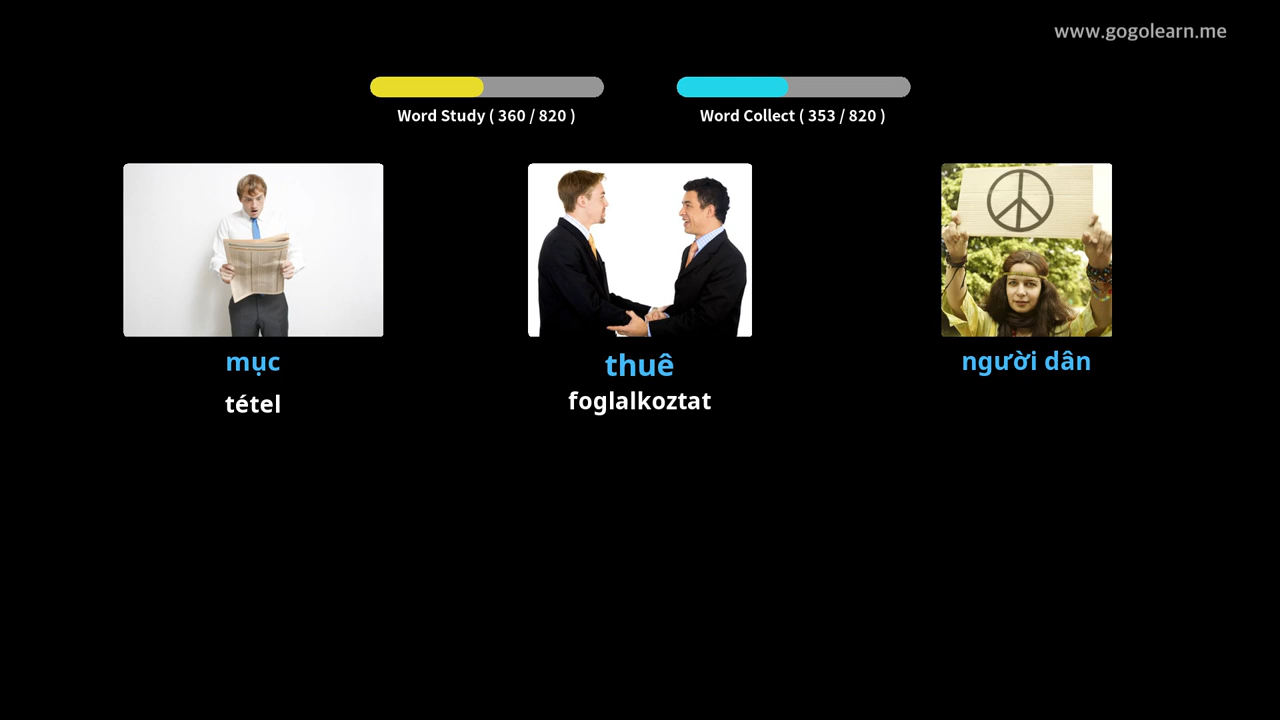 www.gogolearn.me
Word Study ( 360 / 820 )
Word Collect ( 353 / 820 )
mục
thuê
người dân
tétel
foglalkoztat